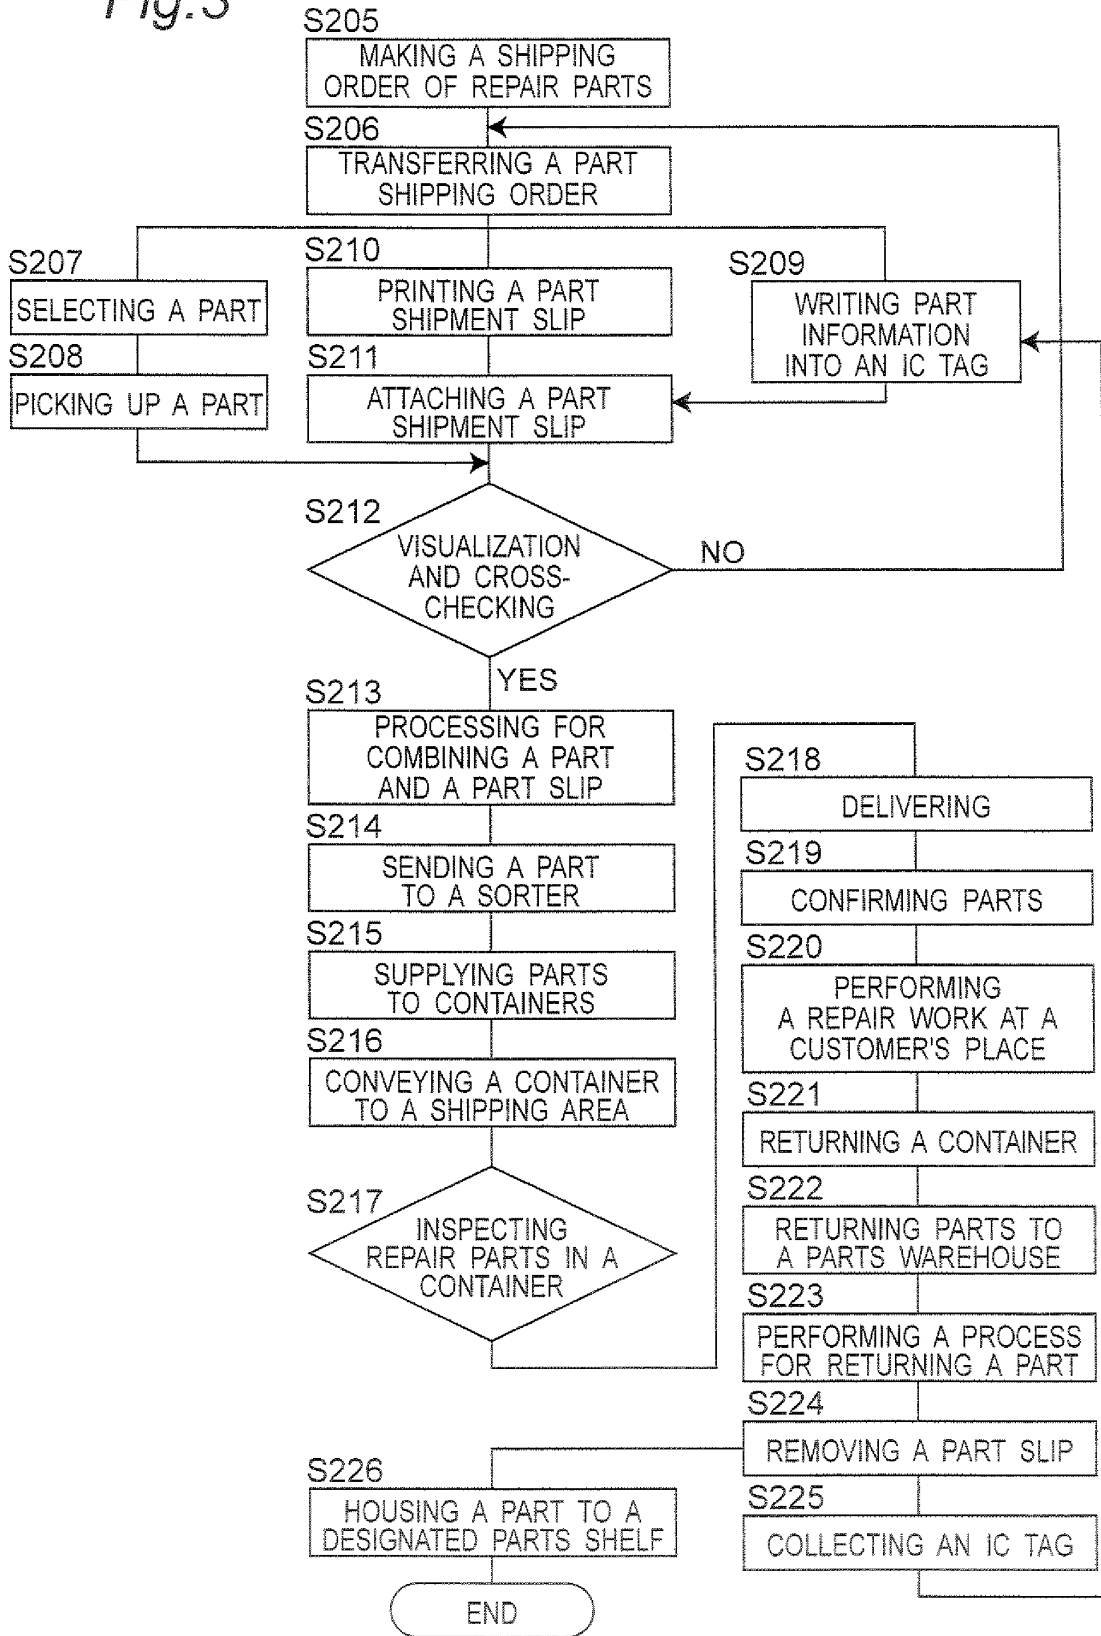 Fig.3
S205
MAKING A SHIPPING
ORDER OF REPAIR PARTS
S206
TRANSFERRING A PART
SHIPPING ORDER
S207
SELECTING A PART
S208
PICKING UP A PART
S210
PRINTING A PART
SHIPMENT SLIP
S211
ATTACHING A PART
SHIPMENT SLIP
S209
WRITING PART
INFORMATION
INTO AN IC TAG
S212
VISUALIZATION
AND CROSS-
CHECKING
NO
YES
S213
PROCESSING FOR
COMBINING A PART
AND A PART SLIP
S214
SENDING A PART
TO A SORTER
S215
SUPPLYING PARTS
TO CONTAINERS
S216
CONVEYING A CONTAINER
TO A SHIPPING AREA
S217
INSPECTING
REPAIR PARTS IN A
CONTAINER
S218
DELIVERING
S219
CONFIRMING PARTS
S220
PERFORMING
A REPAIR WORK AT A
CUSTOMER'S PLACE
S221
RETURNING A CONTAINER
S222
RETURNING PARTS TO
A PARTS WAREHOUSE
S223
PERFORMING A PROCESS
FOR RETURNING A PART
S224
REMOVING A PART SLIP
S225
COLLECTING AN IC TAG
S226
HOUSING A PART TO A
DESIGNATED PARTS SHELF
END